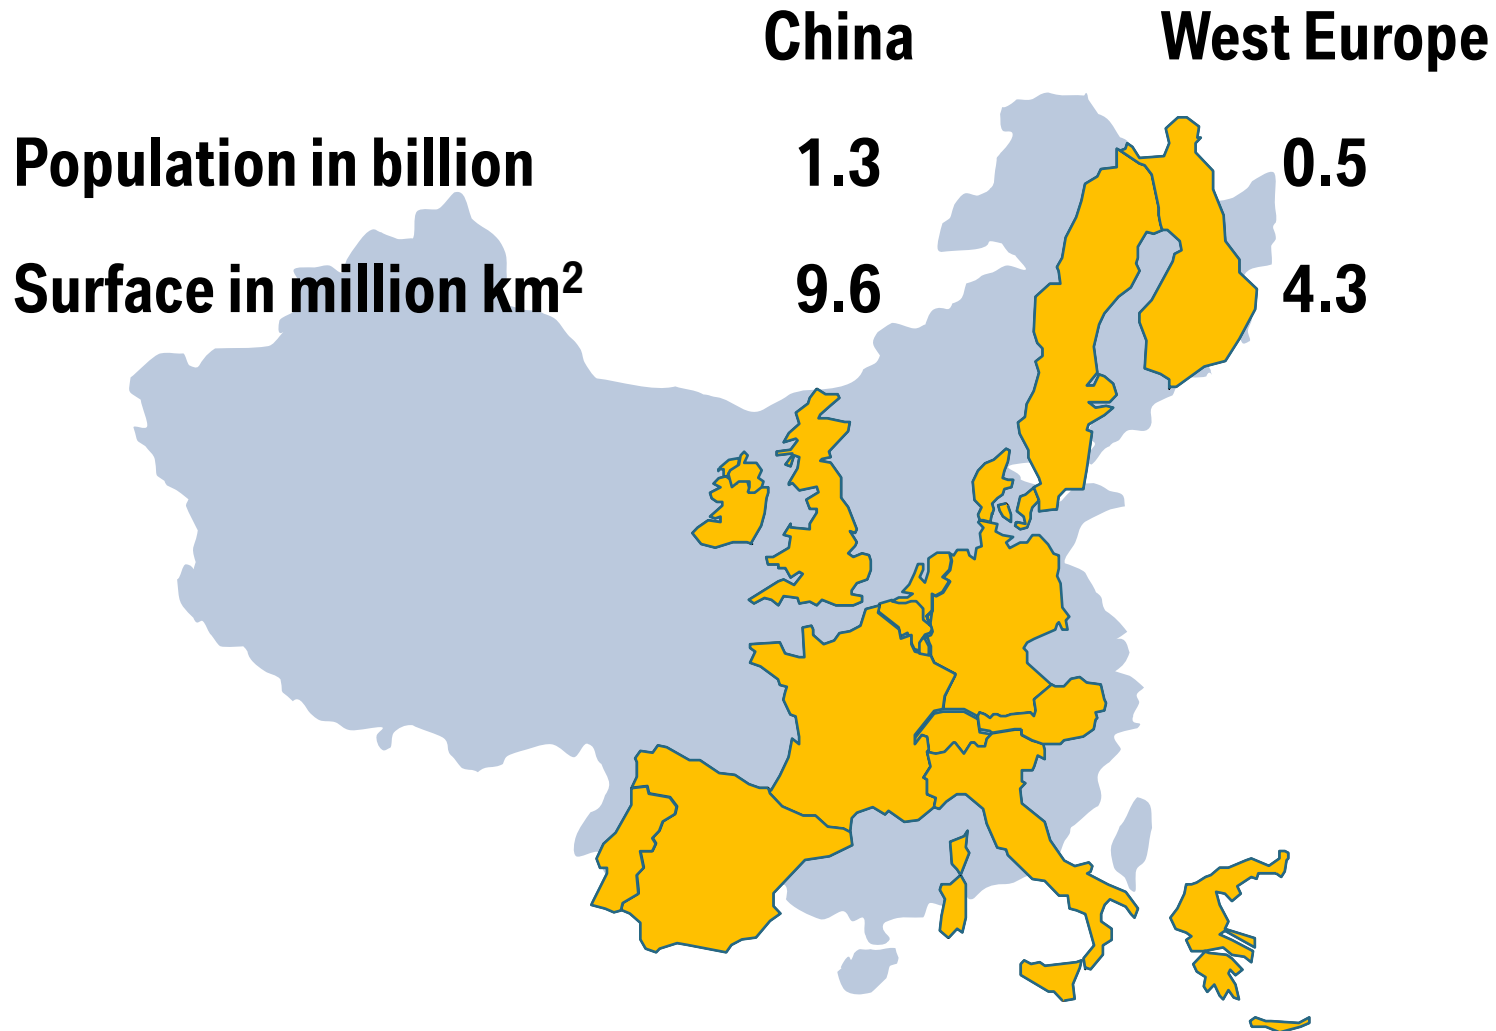 China West Europe
Population in billion 1.3 0.5
Surface in million km² 9.6 4.3